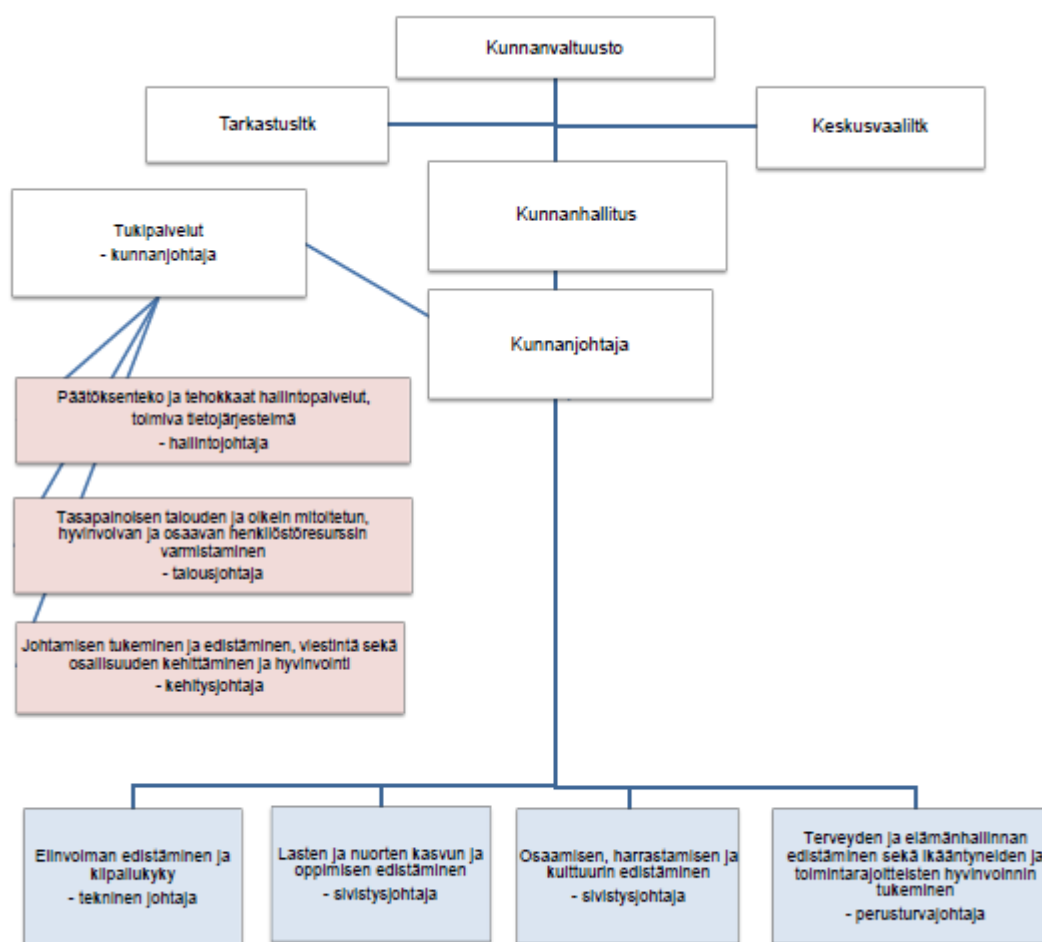 Kunnanvaltuusto
Tarkastusltk
Keskusvaaliltk
Kunnanhallitus
Tukipalvelut
- kunnanjohtaja
Kunnanjohtaja
Päätöksenteko ja tehokkaat hallintopalvelut,
toimiva tietojärjestelmä
- hallintojohtaja
Tasapainoisen talouden ja oikein mitoitetun,
hyvinvoivan ja osaavan henkilöstöresurssin
varmistaminen
- talousjohtaja
Johtamisen tukeminen ja edistäminen, viestintä sekä
osallisuuden kehittäminen ja hyvinvointi
- kehitysjohtaja
Elinvoiman edistäminen ja
kilpailukyky
- tekninen johtaja
Lasten ja nuorten kasvun ja
oppimisen edistäminen
- sivistysjohtaja
Osaamisen, harrastamisen ja
kulttuurin edistäminen
- sivistysjohtaja
Terveyden ja elämänhallinnan
edistäminen sekä ikääntyneiden ja
toimintarajoitteisten hyvinvoinnin
tukeminen
- perusturvajohtaja